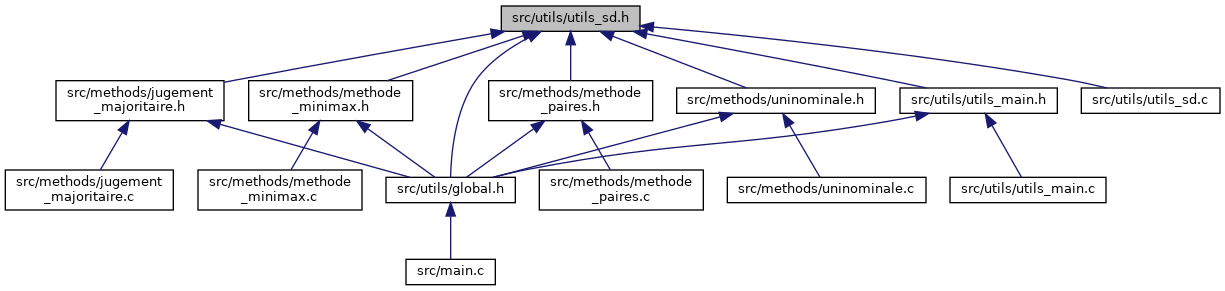 src/utils/utils_sd.h
src/methods/jugement
_majoritaire.h
src/methods/methode
_minimax.h
src/methods/methode
_paires.h
src/methods/uninominale.h
src/utils/utils_main.h
src/utils/utils_sd.c
src/methods/jugement
_majoritaire.c
src/methods/methode
_minimax.c
src/utils/global.h
src/methods/methode
_paires.c
src/methods/uninominale.c
src/utils/utils_main.c
src/main.c